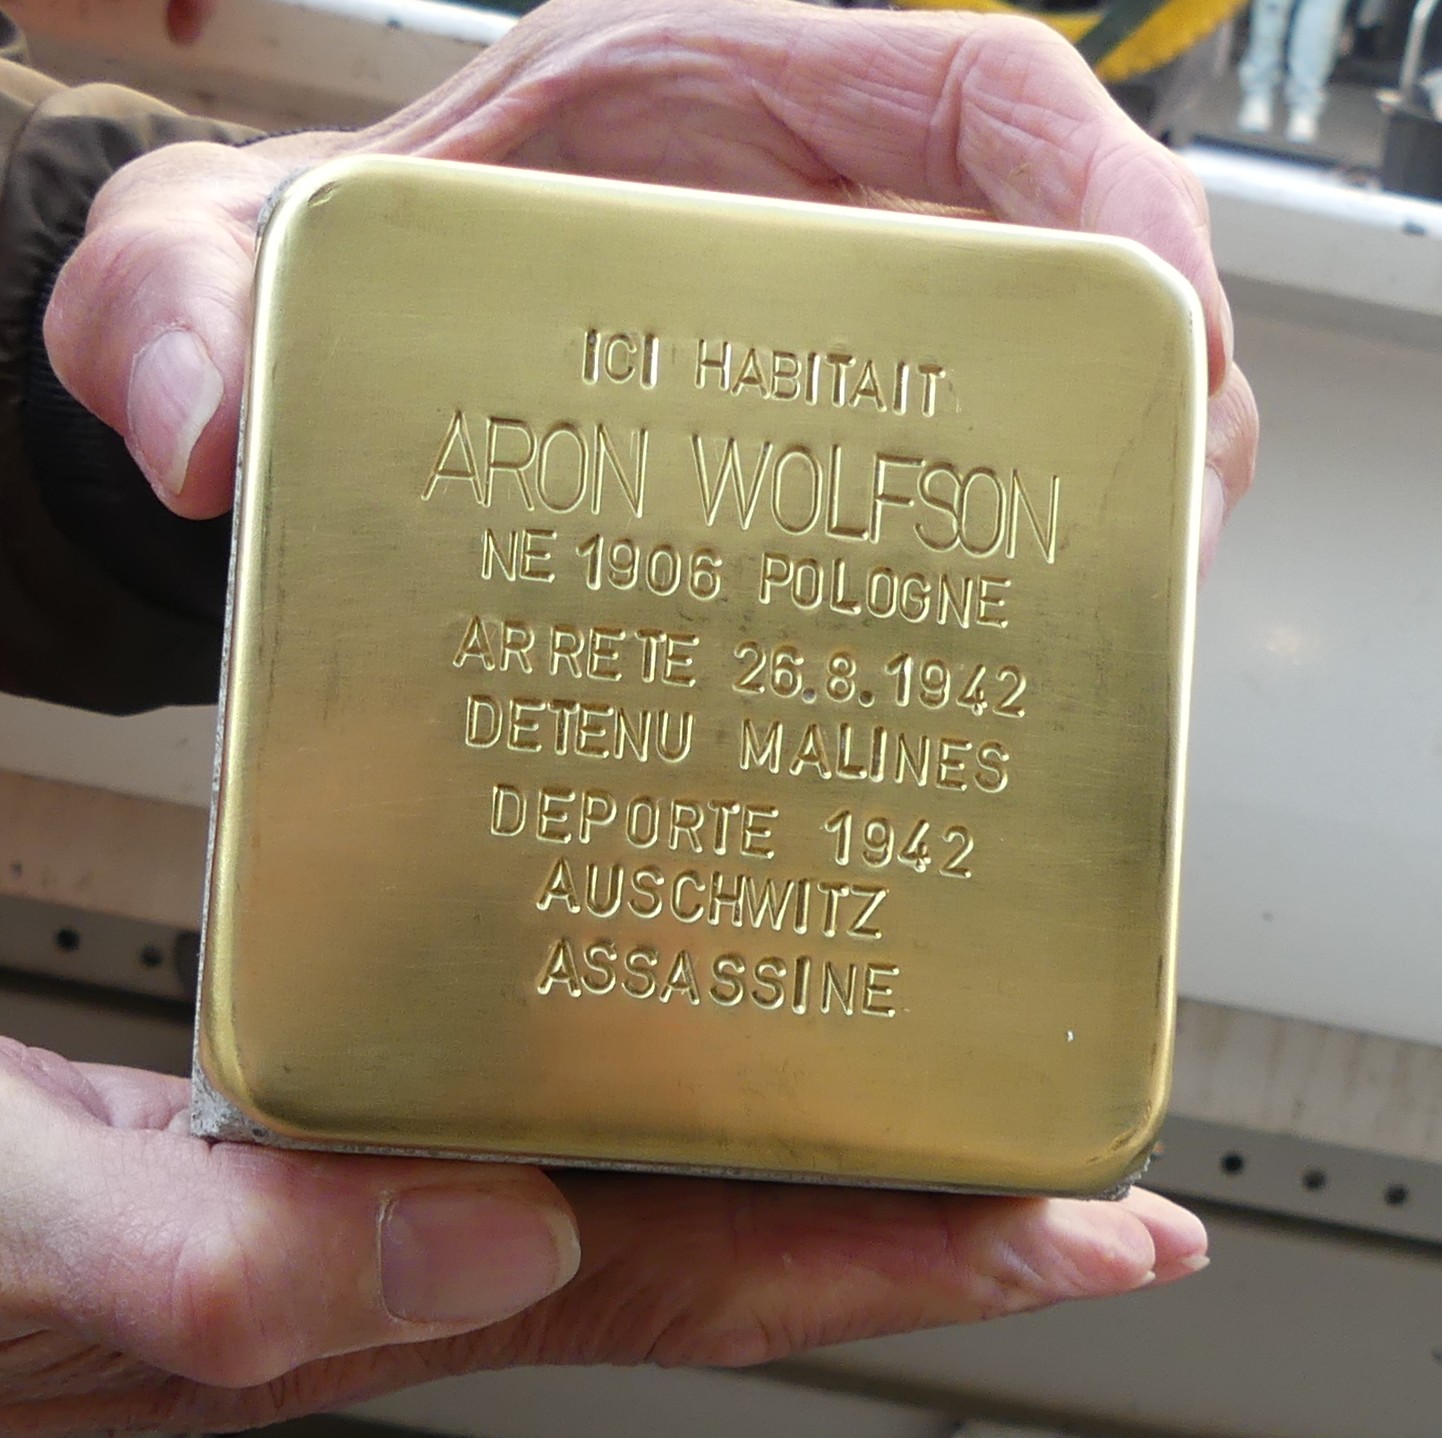 ICI HABITAIT
ARON WOLFSON
NE 1906 POLOGNE
ARRETE 26.8.1942
DETENU MALINES
DEPORTE 1942
AUSCHWITZ
ASSASSINE